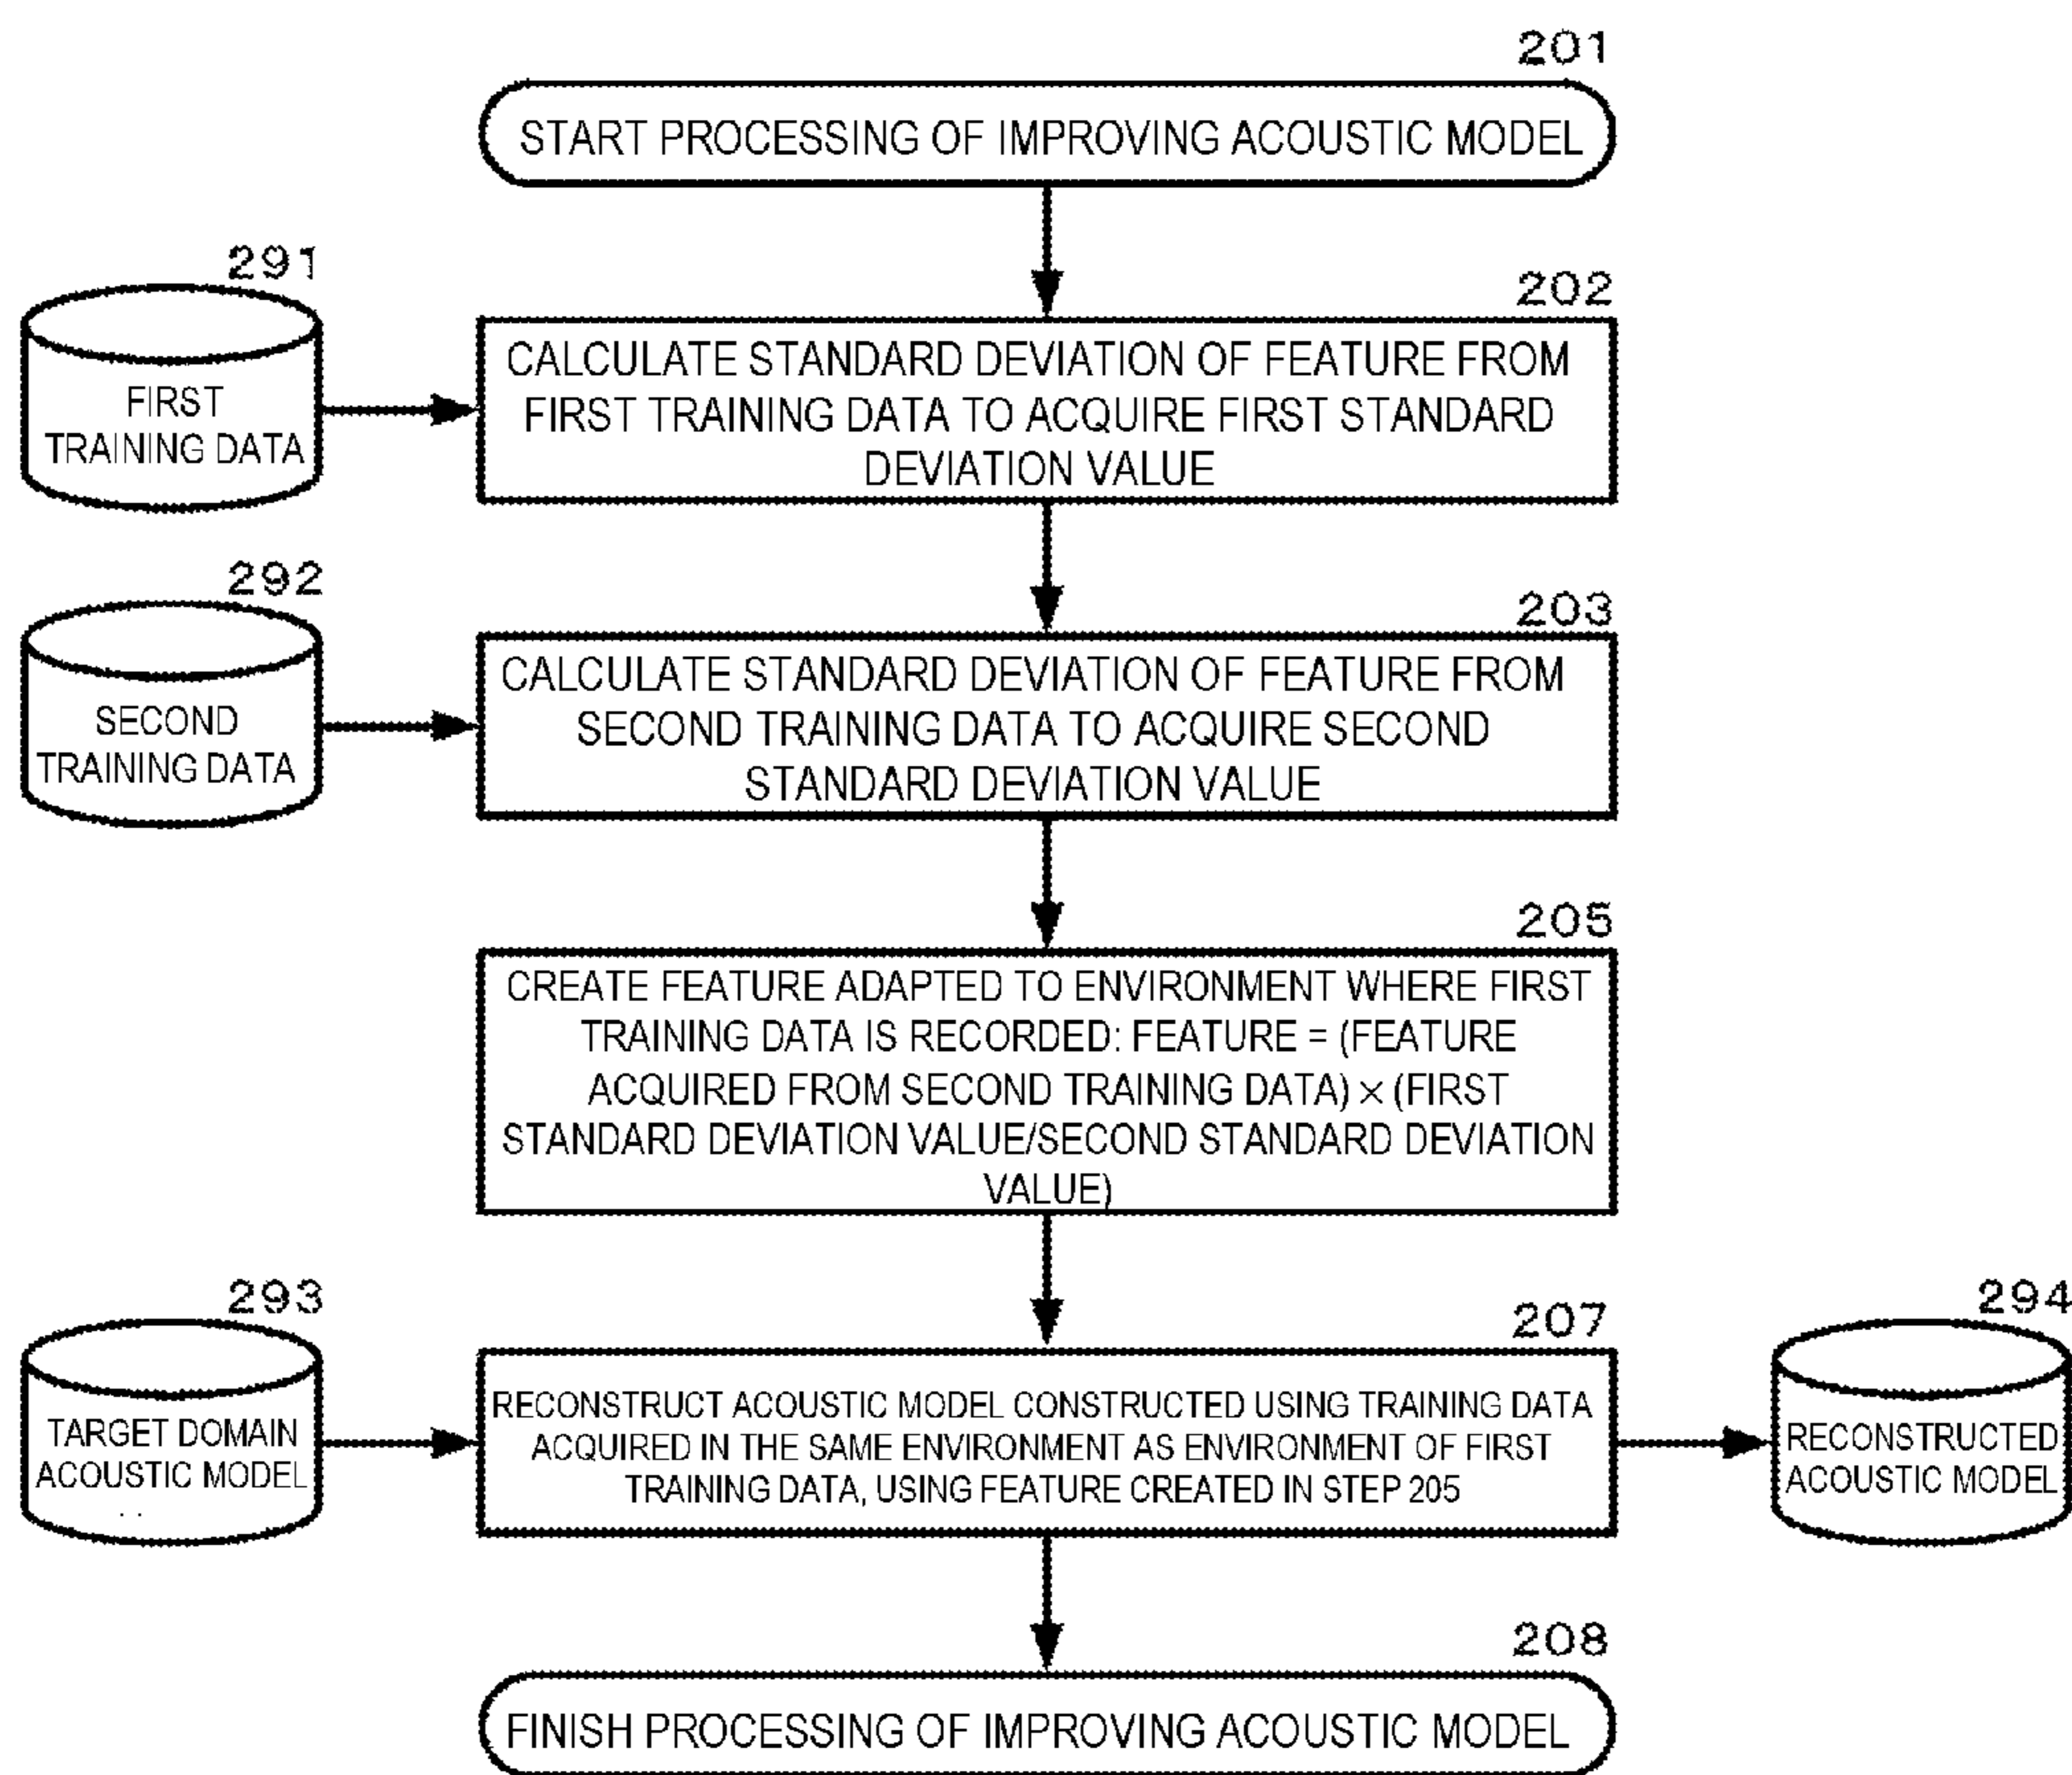 201
START PROCESSING OF IMPROVING ACOUSTIC MODEL
291
FIRST
TRAINING DATA
202
CALCULATE STANDARD DEVIATION OF FEATURE FROM
FIRST TRAINING DATA TO ACQUIRE FIRST STANDARD
DEVIATION VALUE
292
SECOND
TRAINING DATA
203
CALCULATE STANDARD DEVIATION OF FEATURE FROM
SECOND TRAINING DATA TO ACQUIRE SECOND
STANDARD DEVIATION VALUE
205
CREATE FEATURE ADAPTED TO ENVIRONMENT WHERE FIRST
TRAINING DATA IS RECORDED: FEATURE = (FEATURE
ACQUIRED FROM SECOND TRAINING DATA) × (FIRST
STANDARD DEVIATION VALUE/SECOND STANDARD DEVIATION
VALUE)
293
TARGET DOMAIN
ACOUSTIC MODEL
. .
207
RECONSTRUCT ACOUSTIC MODEL CONSTRUCTED USING TRAINING DATA
ACQUIRED IN THE SAME ENVIRONMENT AS ENVIRONMENT OF FIRST
TRAINING DATA, USING FEATURE CREATED IN STEP 205
294
RECONSTRUCTED
ACOUSTIC MODEL
208
FINISH PROCESSING OF IMPROVING ACOUSTIC MODEL